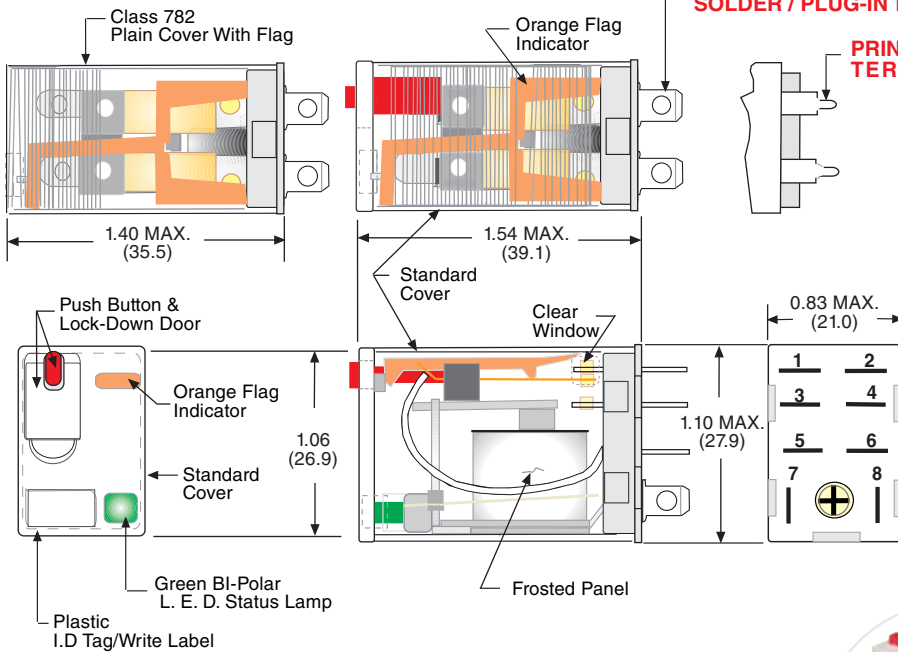 Class 782
Plain Cover With Flag
Orange Flag
Indicator
SOLDER / PLUG-IN
1.40 MAX.
(35.5)
1.54 MAX.
(39.1)
Standard
Cover
Push Button &
Lock-Down Door
Clear
Window
0.83 MAX.
(21.0)
Orange Flag
Indicator
1.06
(26.9)
1.10 MAX.
(27.9)
1 2
3 4
5 6
7 8
Standard
Cover
Green BI-Polar
L. E. D. Status Lamp
Frosted Panel
Plastic
I.D Tag/Write Label